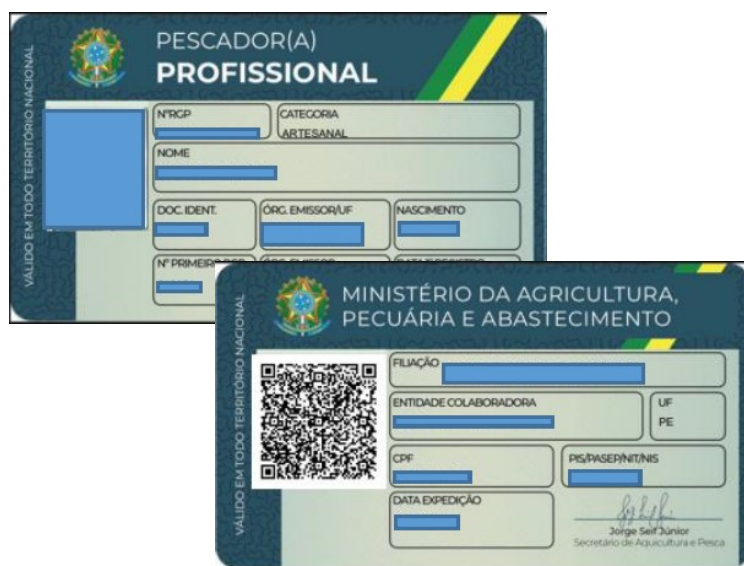 VÁLIDO EM TODO TERRITÓRIO NACIONAL
PESCADOR(A)
PROFISSIONAL
NºRGP
CATEGORIA
ARTESANAL
NOME
DOC. IDENT.
ÓRG. EMISSOR/UF
NASCIMENTO
Nº PRIMEIRO
VÁLIDO EM TODO TERRITÓRIO NACIONAL
MINISTÉRIO DA AGRICULTURA,
PECUÁRIA E ABASTECIMENTO
FILIAÇÃO
ENTIDADE COLABORADORA
UF
PE
CPF
PIS/PASEP/NIT/NIS
DATA EXPEDIÇÃO
Jorge Seif Júnior
Secretário de Aquicultura e Pesca